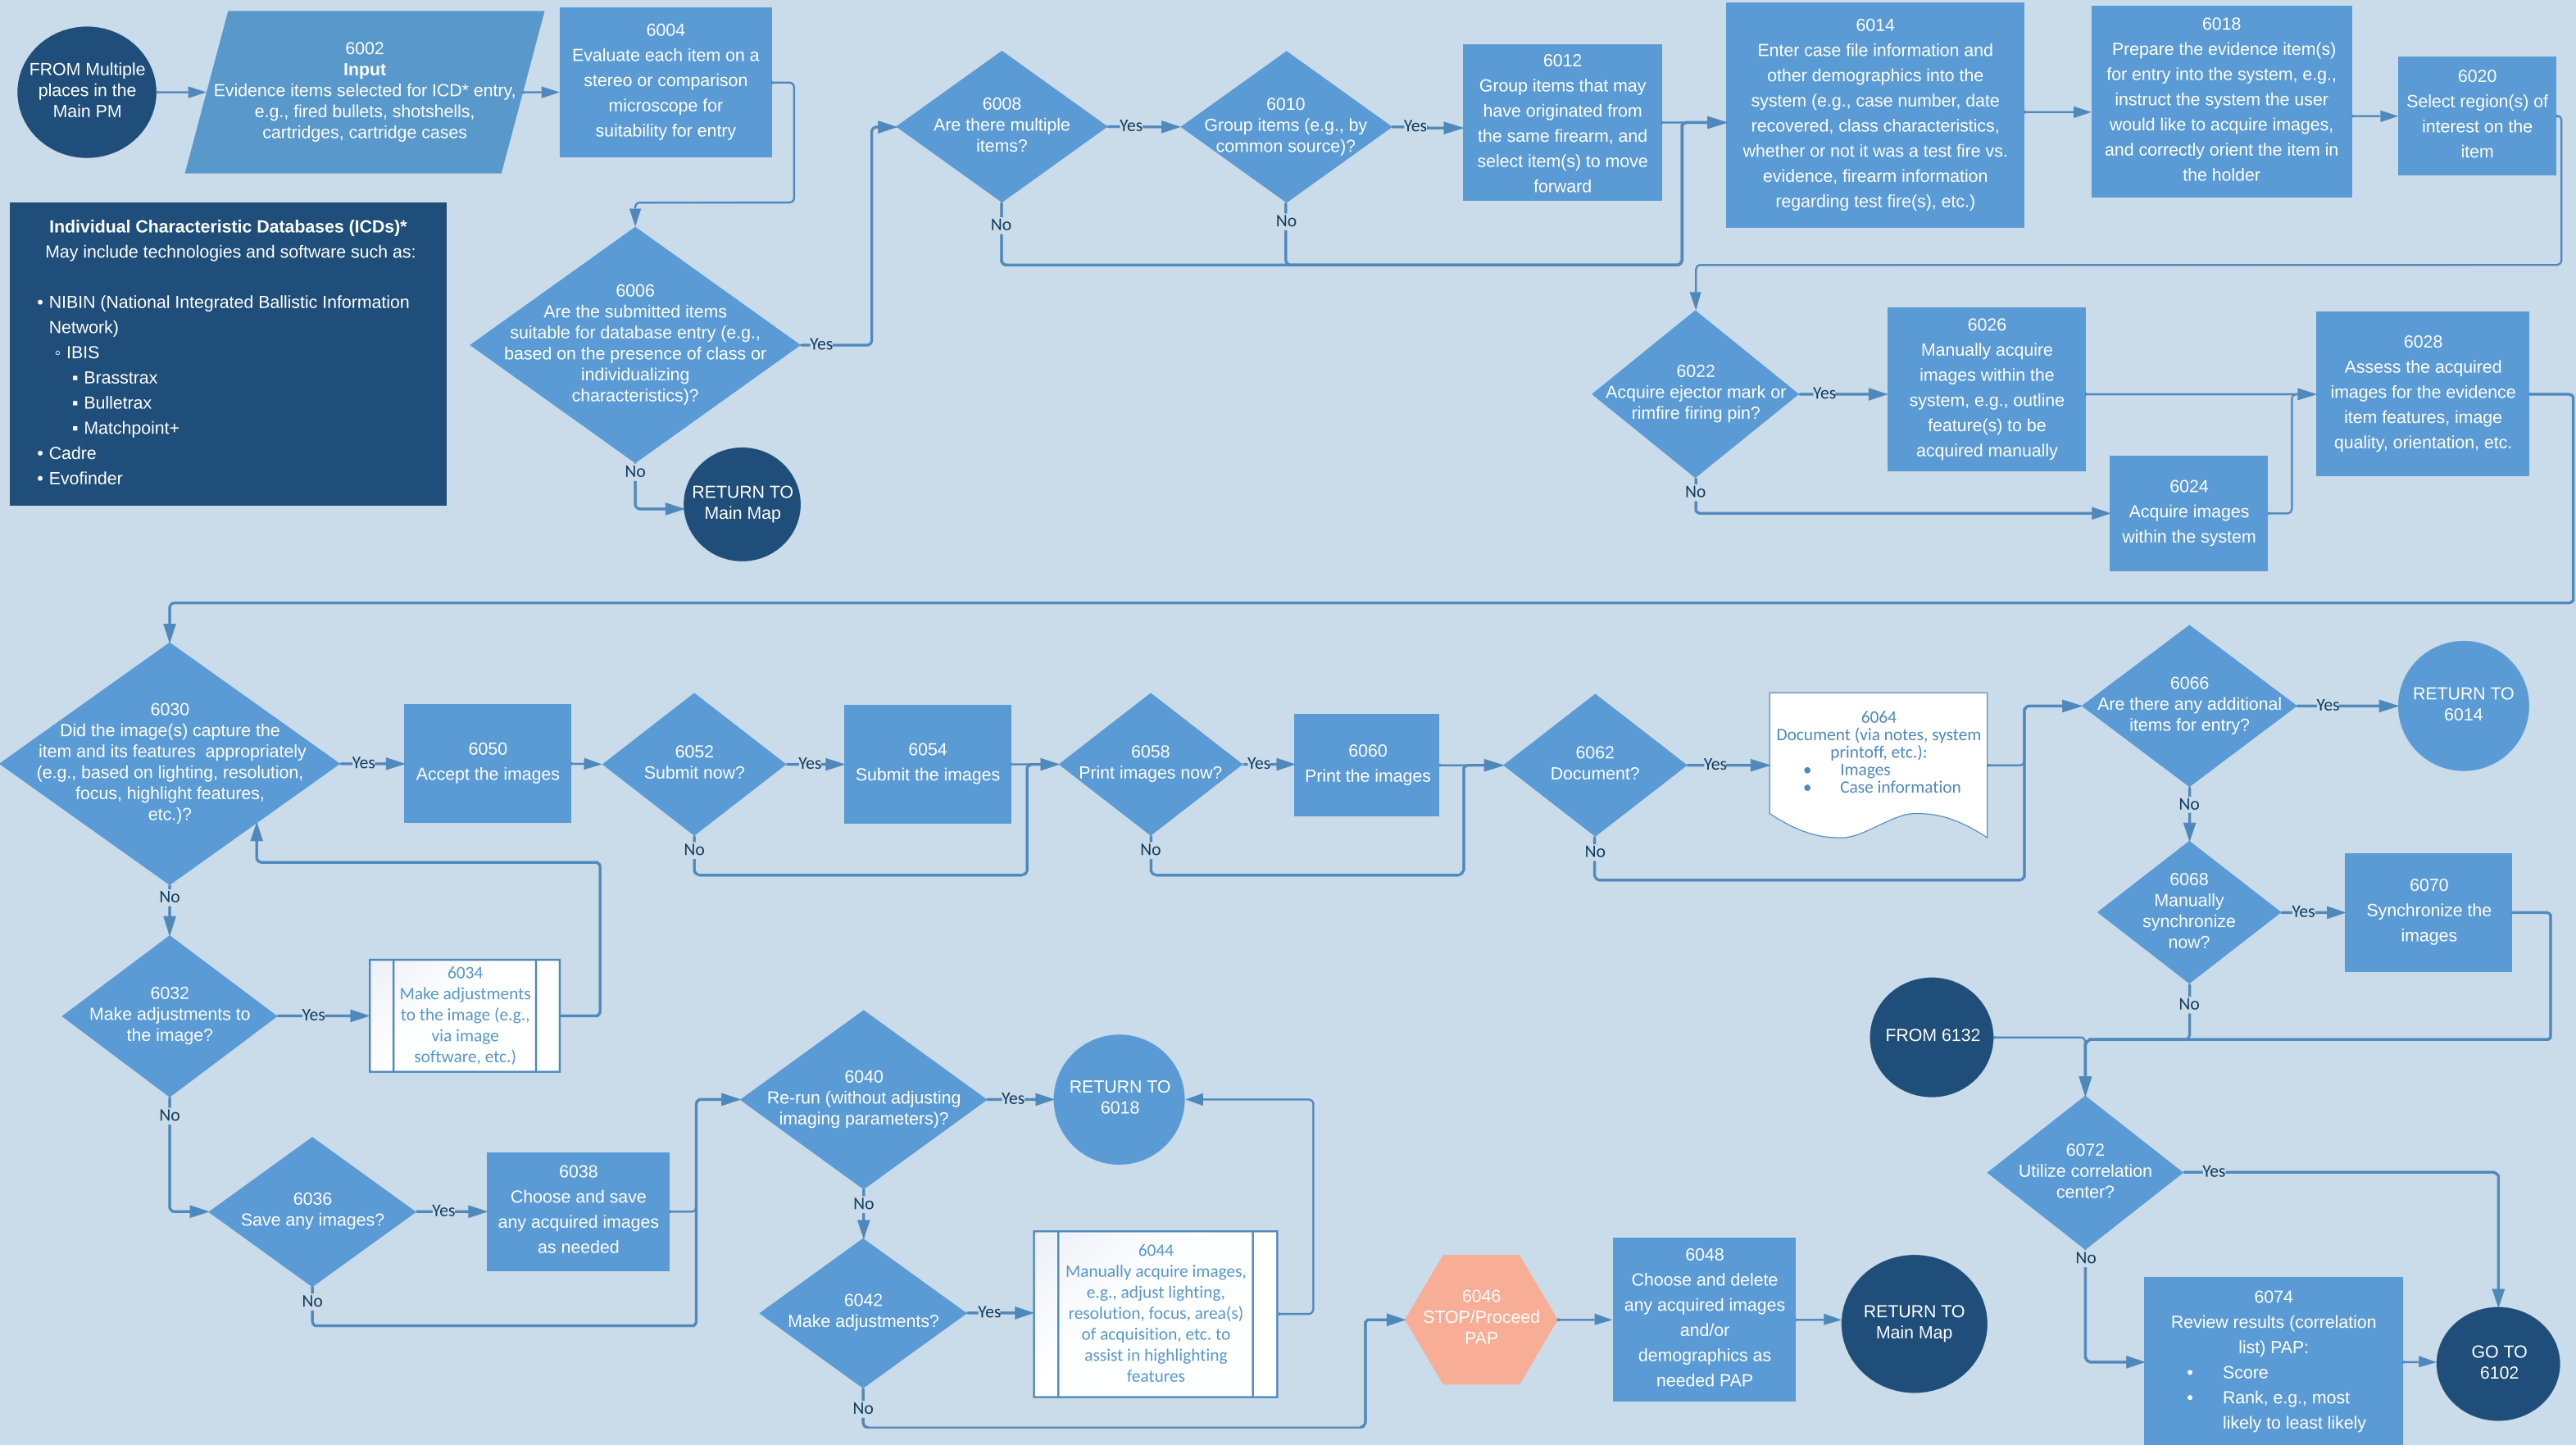 FROM Multiple
places in the
Main PM
6002
Input
Evidence items selected for ICD* entry,
e.g., fired bullets, shotshells,
cartridges, cartridge cases
6004
Evaluate each item on a
stereo or comparison
microscope for
suitability for entry
6008
Are there multiple
items?
Yes
No
6010
Group items (e.g., by
common source)?
Yes
No
6012
Group items that may
have originated from
the same firearm, and
select item(s) to move
forward
6014
Enter case file information and
other demographics into the
system (e.g., case number, date
recovered, class characteristics,
whether or not it was a test fire vs.
evidence, firearm information
regarding test fire(s), etc.)
6018
Prepare the evidence item(s)
for entry into the system, e.g.,
instruct the system the user
would like to acquire images,
and correctly orient the item in
the holder
6020
Select region(s) of
interest on the
item
Individual Characteristic Databases (ICDs)*
May include technologies and software such as:
• NIBIN (National Integrated Ballistic Information
Network)
◦ IBIS
▪ Brasstrax
▪ Bulletrax
▪ Matchpoint+
• Cadre
• Evofinder
6006
Are the submitted items
suitable for database entry (e.g.,
based on the presence of class or
individualizing
characteristics)?
Yes
No
RETURN TO
Main Map
6022
Acquire ejector mark or
rimfire firing pin?
Yes
No
6026
Manually acquire
images within the
system, e.g., outline
feature(s) to be
acquired manually
6024
Acquire images
within the system
6028
Assess the acquired
images for the evidence
item features, image
quality, orientation, etc.
6030
Did the image(s) capture the
item and its features appropriately
(e.g., based on lighting, resolution,
focus, highlight features,
etc.)?
Yes
No
6050
Accept the images
6052
Submit now?
Yes
No
6054
Submit the images
6058
Print images now?
Yes
No
6060
Print the images
6062
Document?
Yes
No
6064
Document (via notes, system
printoff, etc.):
• Images
• Case information
6066
Are there any additional
items for entry?
Yes
No
RETURN TO
6014
6068
Manually
synchronize
now?
Yes
No
6070
Synchronize the
images
6032
Make adjustments to
the image?
Yes
No
6034
Make adjustments
to the image (e.g.,
via image
software, etc.)
6036
Save any images?
Yes
No
6038
Choose and save
any acquired images
as needed
6040
Re-run (without adjusting
imaging parameters)?
Yes
No
RETURN TO
6018
6042
Make adjustments?
Yes
No
6044
Manually acquire images,
e.g., adjust lighting,
resolution, focus, area(s)
of acquisition, etc. to
assist in highlighting
features
6046
STOP/Proceed
PAP
6048
Choose and delete
any acquired images
and/or
demographics as
needed PAP
RETURN TO
Main Map
FROM 6132
6072
Utilize correlation
center?
Yes
No
6074
Review results (correlation
list) PAP:
• Score
• Rank, e.g., most
likely to least likely
GO TO
6102